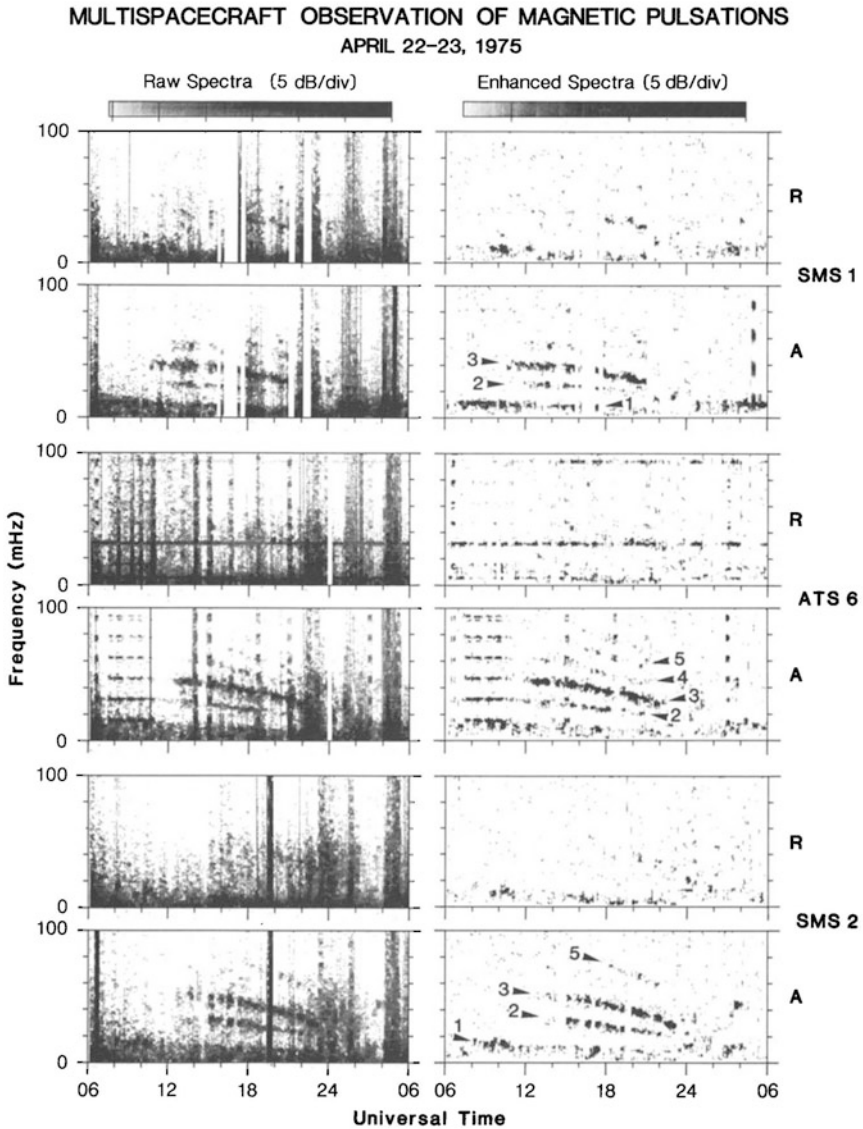 MULTISPACECRAFT OBSERVATION OF MAGNETIC PULSATIONS
APRIL 22–23, 1975
Raw Spectra (5 dB/div)
Enhanced Spectra (5 dB/div)
100
0
R
SMS 1
100
0
3
2
1
A
100
0
R
ATS 6
100
0
5
4
3
2
A
100
0
R
SMS 2
100
0
5
3
2
1
A
Frequency (mHz)
06 12 18 24 06
06 12 18 24 06
Universal Time